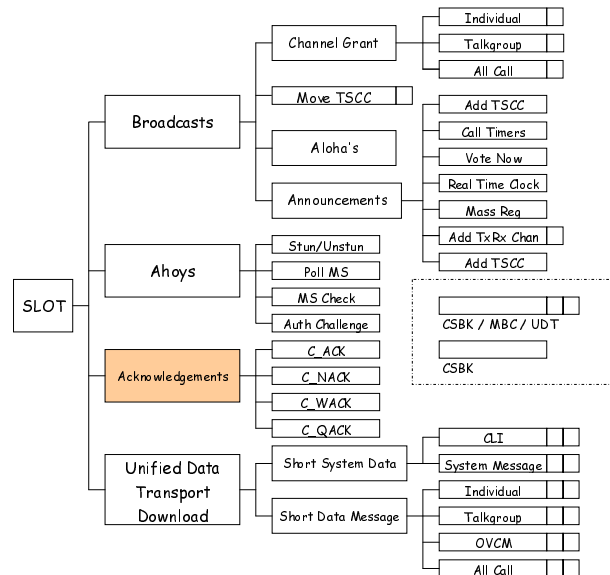 SLOT
Broadcasts
Channel Grant
Individual
Talkgroup
All Call
Move TSCC
Aloha's
Announcements
Add TSCC
Call Timers
Vote Now
Real Time Clock
Mass Reg
Add TxRx Chan
Add TSCC
Ahoys
Stun/Unstun
Poll MS
MS Check
Auth Challenge
Acknowledgements
C_ACK
C_NACK
C_WACK
C_QACK
Unified Data
Transport
Download
Short System Data
CLI
System Message
Short Data Message
Individual
Talkgroup
OVCM
All Call
CSBK / MBC / UDT
CSBK